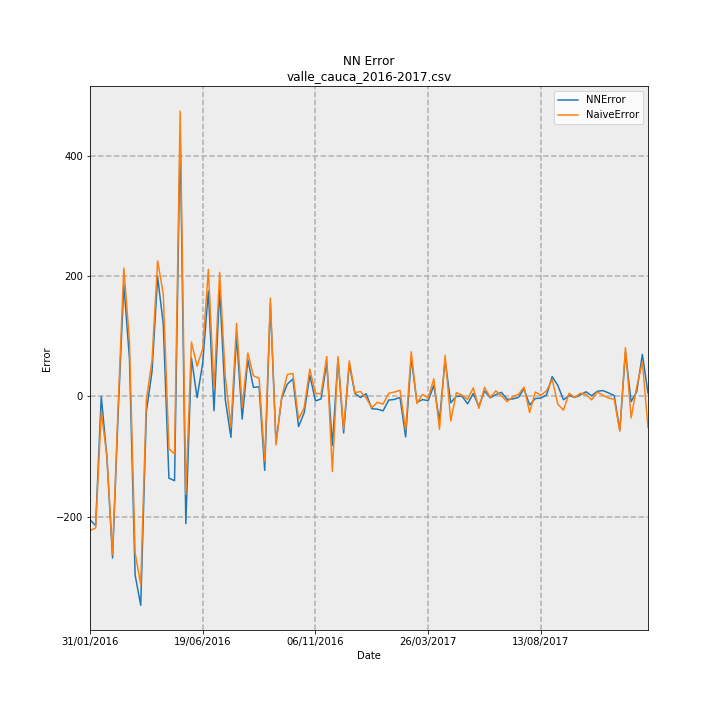 NN Error
valle_cauca_2016-2017.csv
NNError
NaiveError
400
200
0
−200
Error
31/01/2016
19/06/2016
06/11/2016
26/03/2017
13/08/2017
Date